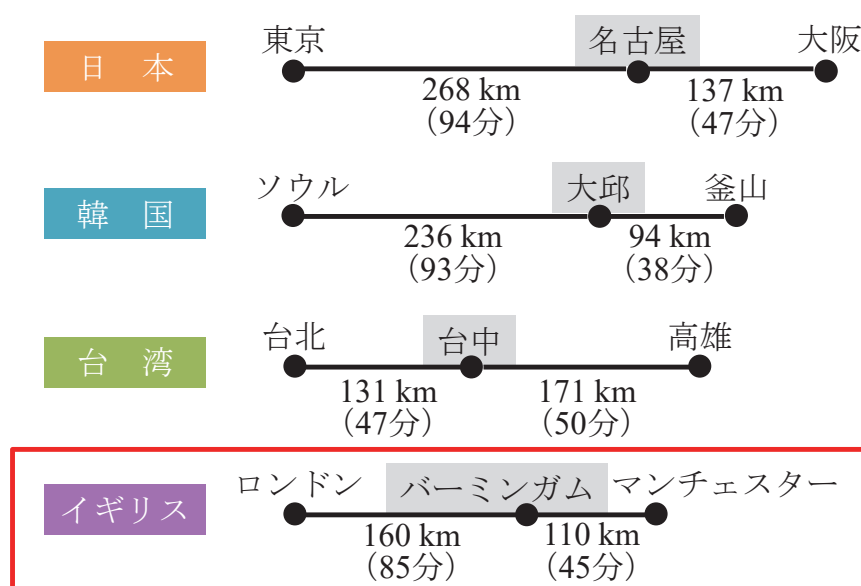 日 本
東京 名古屋 大阪
268 km 137 km
(94分) (47分)
韓 国
ソウル 大邱 釜山
236 km 94 km
(93分) (38分)
台 湾
台北 台中 高雄
131 km 171 km
(47分) (50分)
イギリス
ロンドン バーミンガム マンチェスター
160 km 110 km
(85分) (45分)